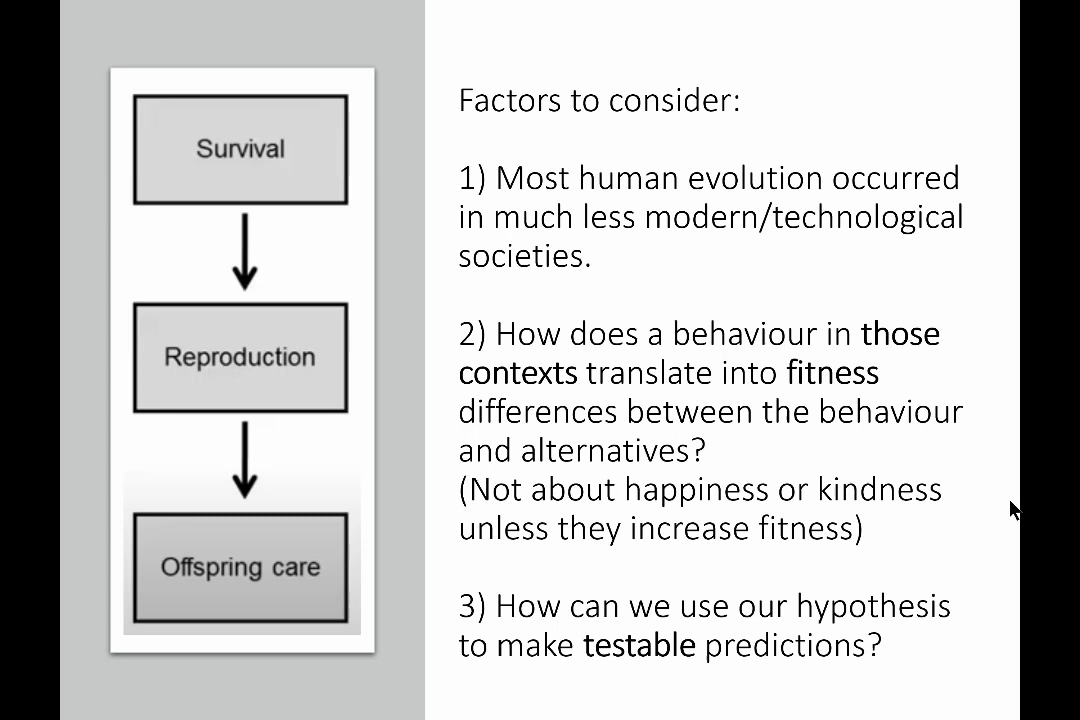 Survival
Reproduction
Offspring care
Factors to consider:
1) Most human evolution occurred
in much less modern/technological
societies.
2) How does a behaviour in those
contexts translate into fitness
differences between the behaviour
and alternatives?
(Not about happiness or kindness
unless they increase fitness)
3) How can we use our hypothesis
to make testable predictions?